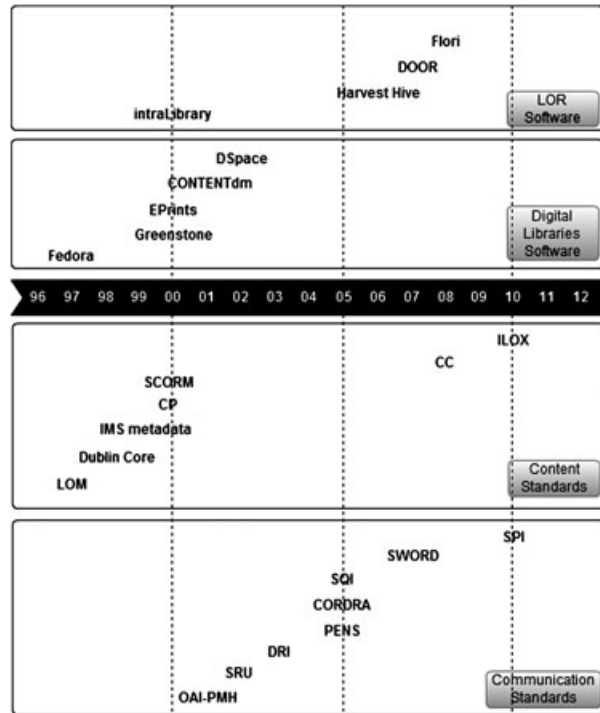 Flori
DOOR
Harvest Hive
intraLibrary
LOR
Software
DSpace
CONTENTdm
EPrints
Greenstone
Fedora
Digital
Libraries
Software
96 97 98 99 00 01 02 03 04 05 06 07 08 09 10 11 12
ILOX
CC
SCORM
CP
IMS metadata
Dublin Core
LOM
Content
Standards
SPI
SWORD
SQI
CORDRA
PENS
DRI
SRU
OAI-PMH
Communication
Standards